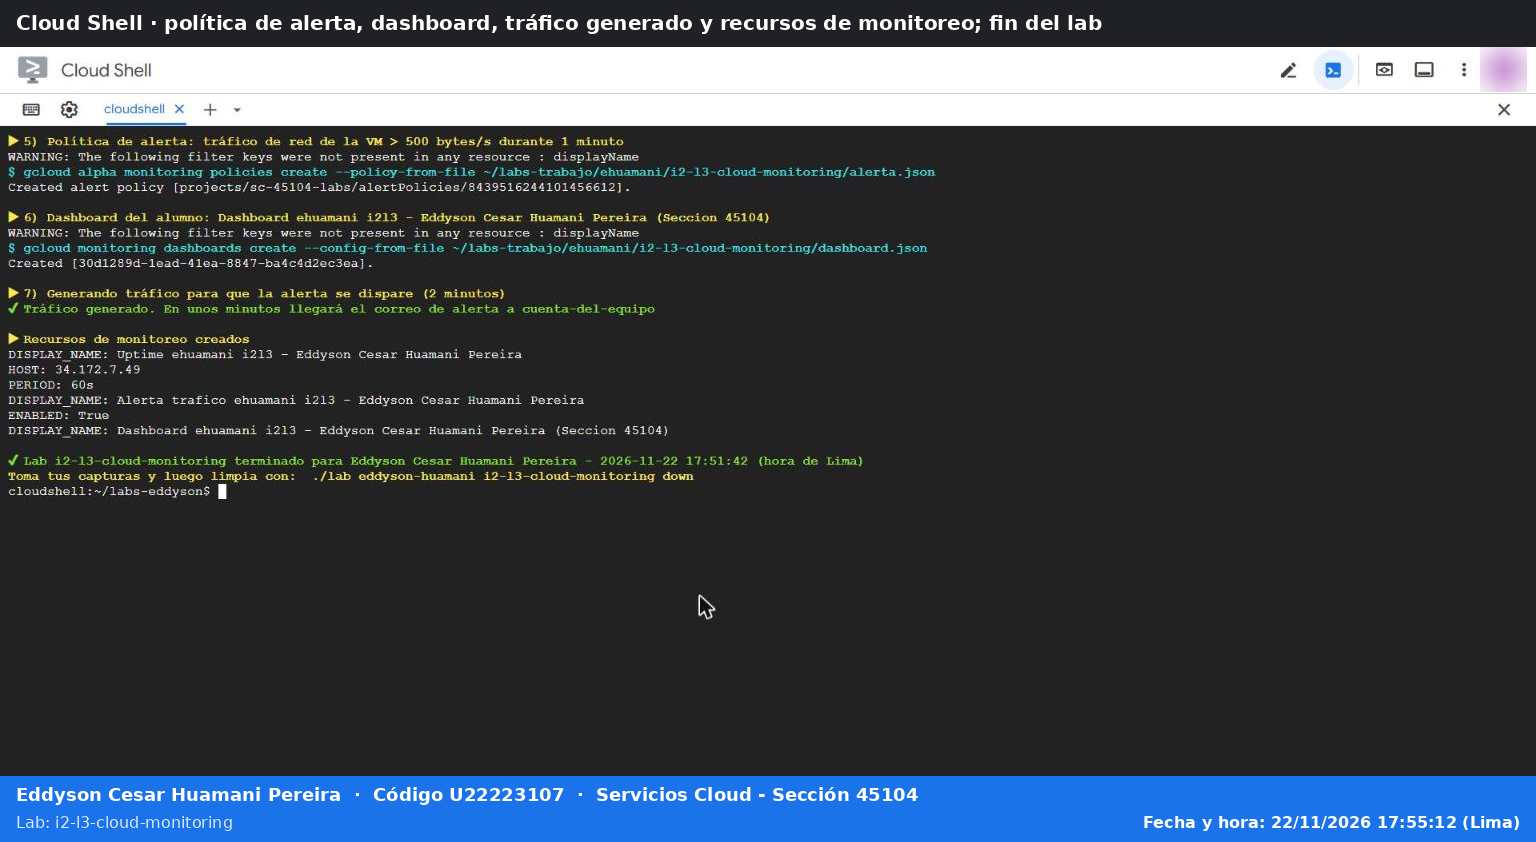 Cloud Shell · política de alerta, dashboard, tráfico generado y recursos de monitoreo; fin del lab
Cloud Shell
cloudshell
▶ 5) Política de alerta: tráfico de red de la VM > 500 bytes/s durante 1 minuto
WARNING: The following filter keys were not present in any resource : displayName
$ gcloud alpha monitoring policies create --policy-from-file ~/labs-trabajo/ehuamani/i2-l3-cloud-monitoring/alerta.json
Created alert policy [projects/sc-45104-labs/alertPolicies/8439516244101456612].
▶ 6) Dashboard del alumno: Dashboard ehuamani i2l3 - Eddyson Cesar Huamani Pereira (Seccion 45104)
WARNING: The following filter keys were not present in any resource : displayName
$ gcloud monitoring dashboards create --config-from-file ~/labs-trabajo/ehuamani/i2-l3-cloud-monitoring/dashboard.json
Created [30d1289d-1ead-41ea-8847-ba4c4d2ec3ea].
▶ 7) Generando tráfico para que la alerta se dispare (2 minutos)
✔ Tráfico generado. En unos minutos llegará el correo de alerta a cuenta-del-equipo
▶ Recursos de monitoreo creados
DISPLAY_NAME: Uptime ehuamani i2l3 - Eddyson Cesar Huamani Pereira
HOST: 34.172.7.49
PERIOD: 60s
DISPLAY_NAME: Alerta trafico ehuamani i2l3 - Eddyson Cesar Huamani Pereira
ENABLED: True
DISPLAY_NAME: Dashboard ehuamani i2l3 - Eddyson Cesar Huamani Pereira (Seccion 45104)
✔ Lab i2-l3-cloud-monitoring terminado para Eddyson Cesar Huamani Pereira - 2026-11-22 17:51:42 (hora de Lima)
Toma tus capturas y luego limpia con:  ./lab eddyson-huamani i2-l3-cloud-monitoring down
cloudshell:~/labs-eddyson$
Eddyson Cesar Huamani Pereira · Código U22223107 · Servicios Cloud - Sección 45104
Lab: i2-l3-cloud-monitoring
Fecha y hora: 22/11/2026 17:55:12 (Lima)